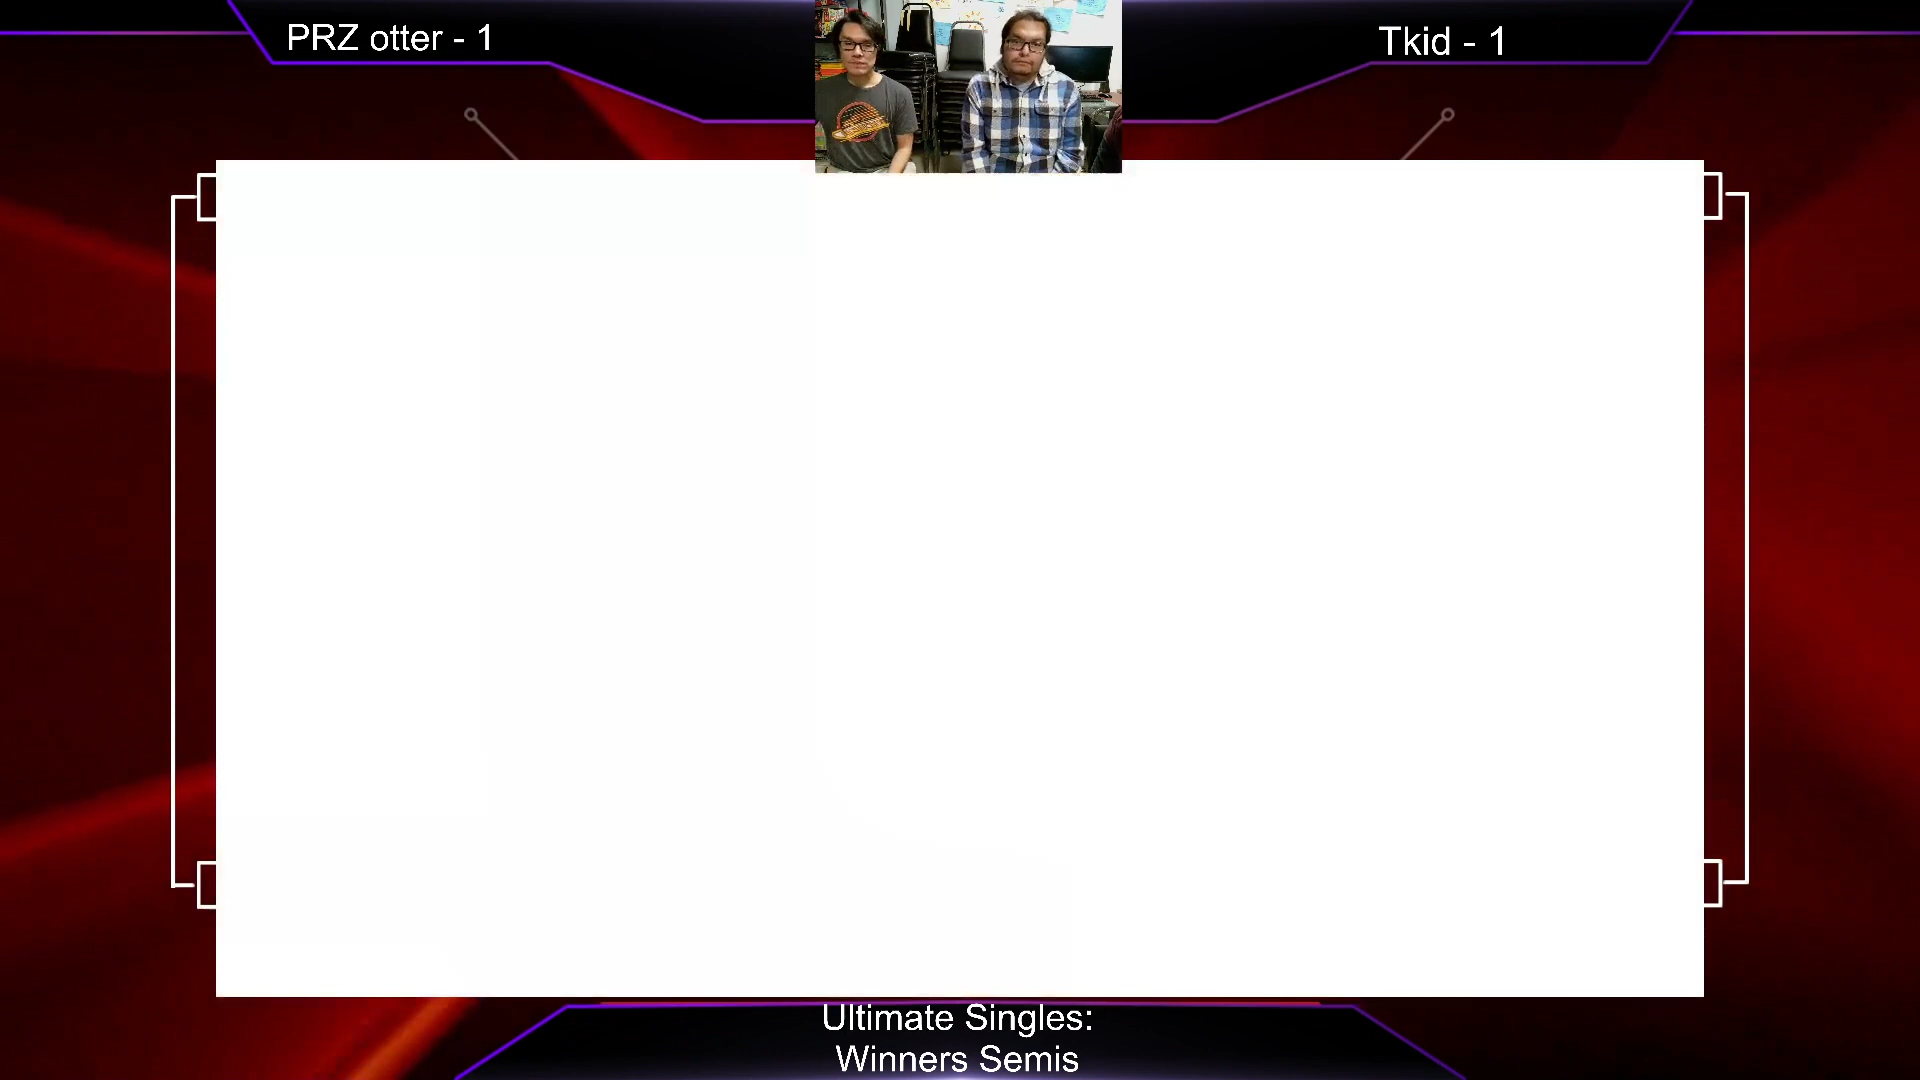 PRZ otter - 1
Tkid - 1
Ultimate Singles:
Winners Semis